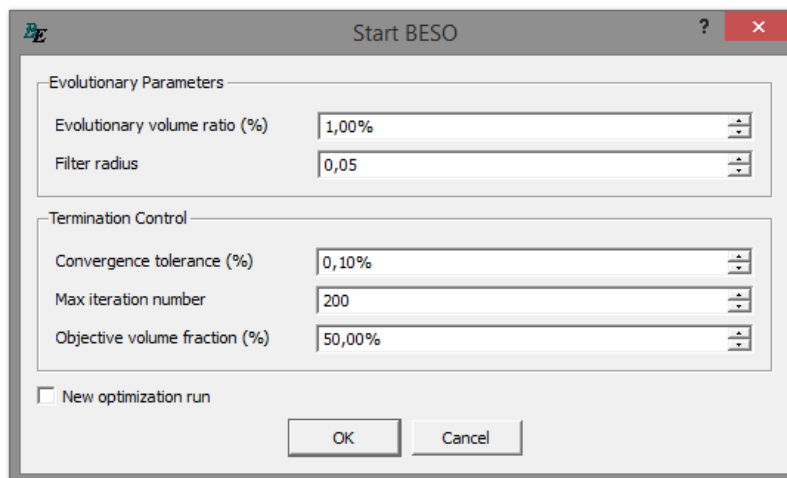 BE Start BESO ?
Evolutionary Parameters
Evolutionary volume ratio (%) 1,00%
Filter radius 0,05
Termination Control
Convergence tolerance (%) 0,10%
Max iteration number 200
Objective volume fraction (%) 50,00%
New optimization run
OK Cancel